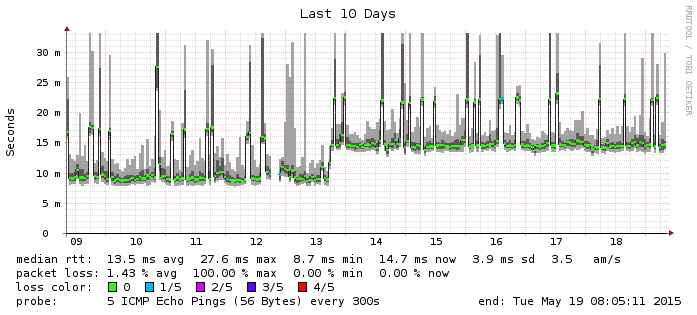 Last 10 Days
RRDTOOL / TOBI OETIKER
Seconds
30 m
25 m
20 m
15 m
10 m
5 m
0
09 10 11 12 13 14 15 16 17 18
median rtt: 13.5 ms avg 27.6 ms max 8.7 ms min 14.7 ms now 3.9 ms sd 3.5 am/s
packet loss: 1.43 % avg 100.00 % max 0.00 % min 0.00 % now
loss color: 0 1/5 2/5 3/5 4/5
probe: 5 ICMP Echo Pings (56 Bytes) every 300s end: Tue May 19 08:05:11 2015